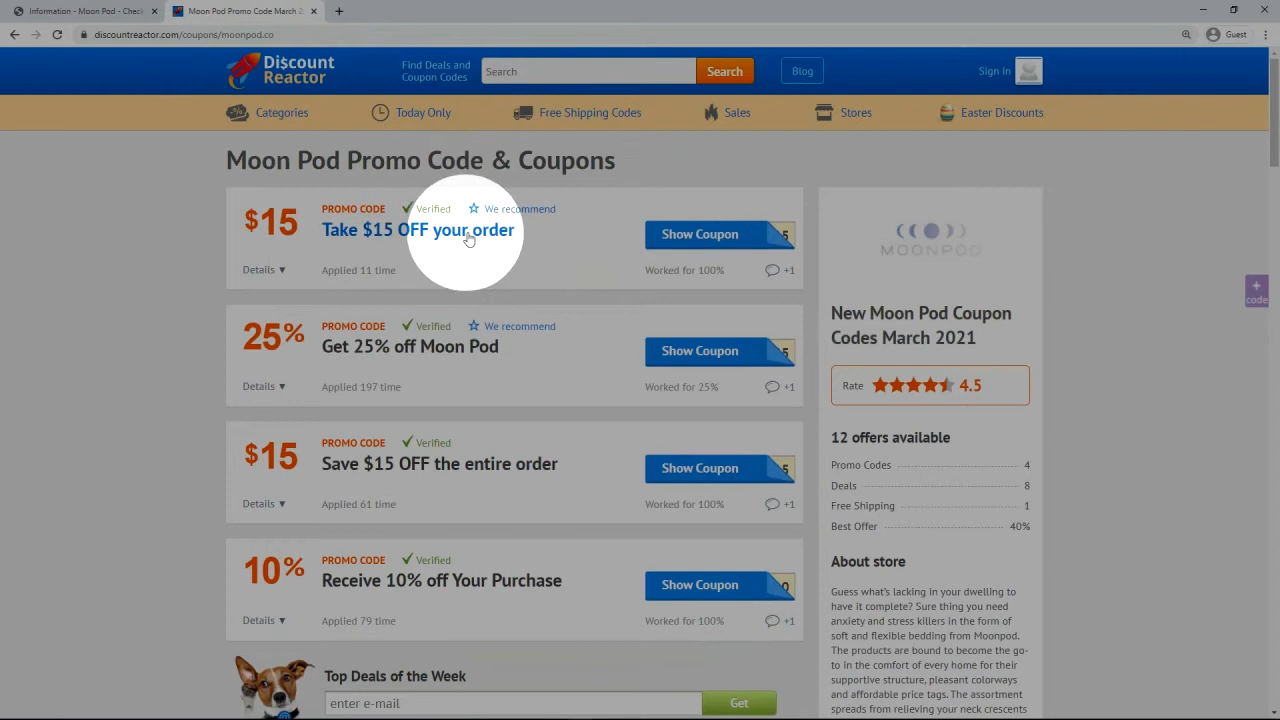 Information - Moon Pod - Check
Moon Pod Promo Code March 2
discountreactor.com/coupons/moonpod.co
Guest
Di$count
Reactor
Find Deals and
Coupon Codes
Search
Search
Blog
Sign in
Categories
Today Only
Free Shipping Codes
Sales
Stores
Easter Discounts
Moon Pod Promo Code & Coupons
$15
PROMO CODE
Verified
We recommend
Take $15 OFF your order
Show Coupon
5
Details ▼
Applied 11 time
Worked for 100%
+1
25%
PROMO CODE
Verified
We recommend
Get 25% off Moon Pod
Show Coupon
5
Details ▼
Applied 197 time
Worked for 25%
+1
$15
PROMO CODE
Verified
Save $15 OFF the entire order
Show Coupon
5
Details ▼
Applied 61 time
Worked for 100%
+1
10%
PROMO CODE
Verified
Receive 10% off Your Purchase
Show Coupon
0
Details ▼
Applied 79 time
Worked for 100%
+1
Top Deals of the Week
enter e-mail
Get
MOONPOD
New Moon Pod Coupon
Codes March 2021
Rate
4.5
12 offers available
Promo Codes 4
Deals 8
Free Shipping 1
Best Offer 40%
About store
Guess what's lacking in your dwelling to
have it complete? Sure thing you need
anxiety and stress killers in the form of
soft and flexible bedding from Moonpod.
The products are bound to become the go-
to in the comfort of every home for their
supportive structure, pleasant colorways
and affordable price tags. The assortment
spreads from relieving your neck crescents
+
code